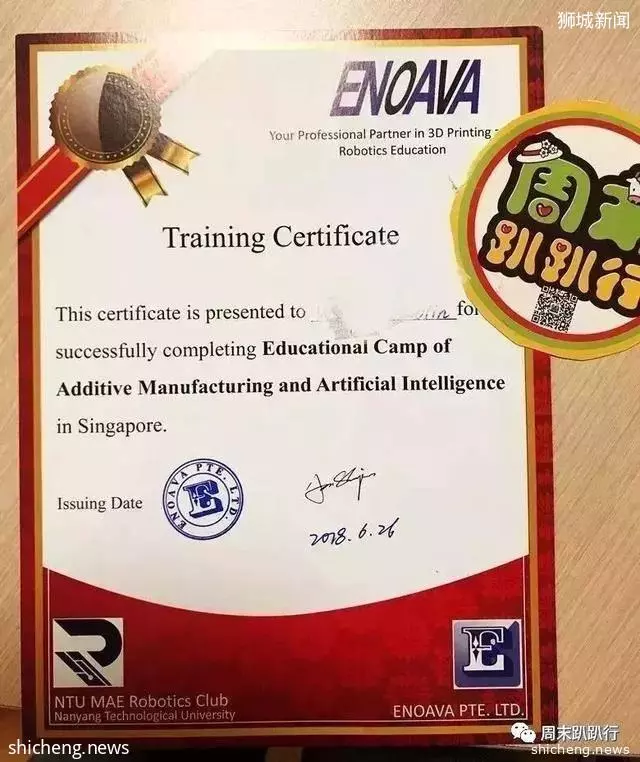 狮城新闻
ENOAVA
Your Professional Partner in 3D Printing
Robotics Education
Training Certificate
This certificate is presented to for
successfully completing Educational Camp of
Additive Manufacturing and Artificial Intelligence
in Singapore.
Issuing Date
ENOAVA PTE. LTD.
E
2018.6.26
周末
趴趴行
R
NTU MAE Robotics Club
Nanyang Technological University
E
ENOAVA PTE. LTD.
周末趴趴行
shicheng.news
shicheng.news